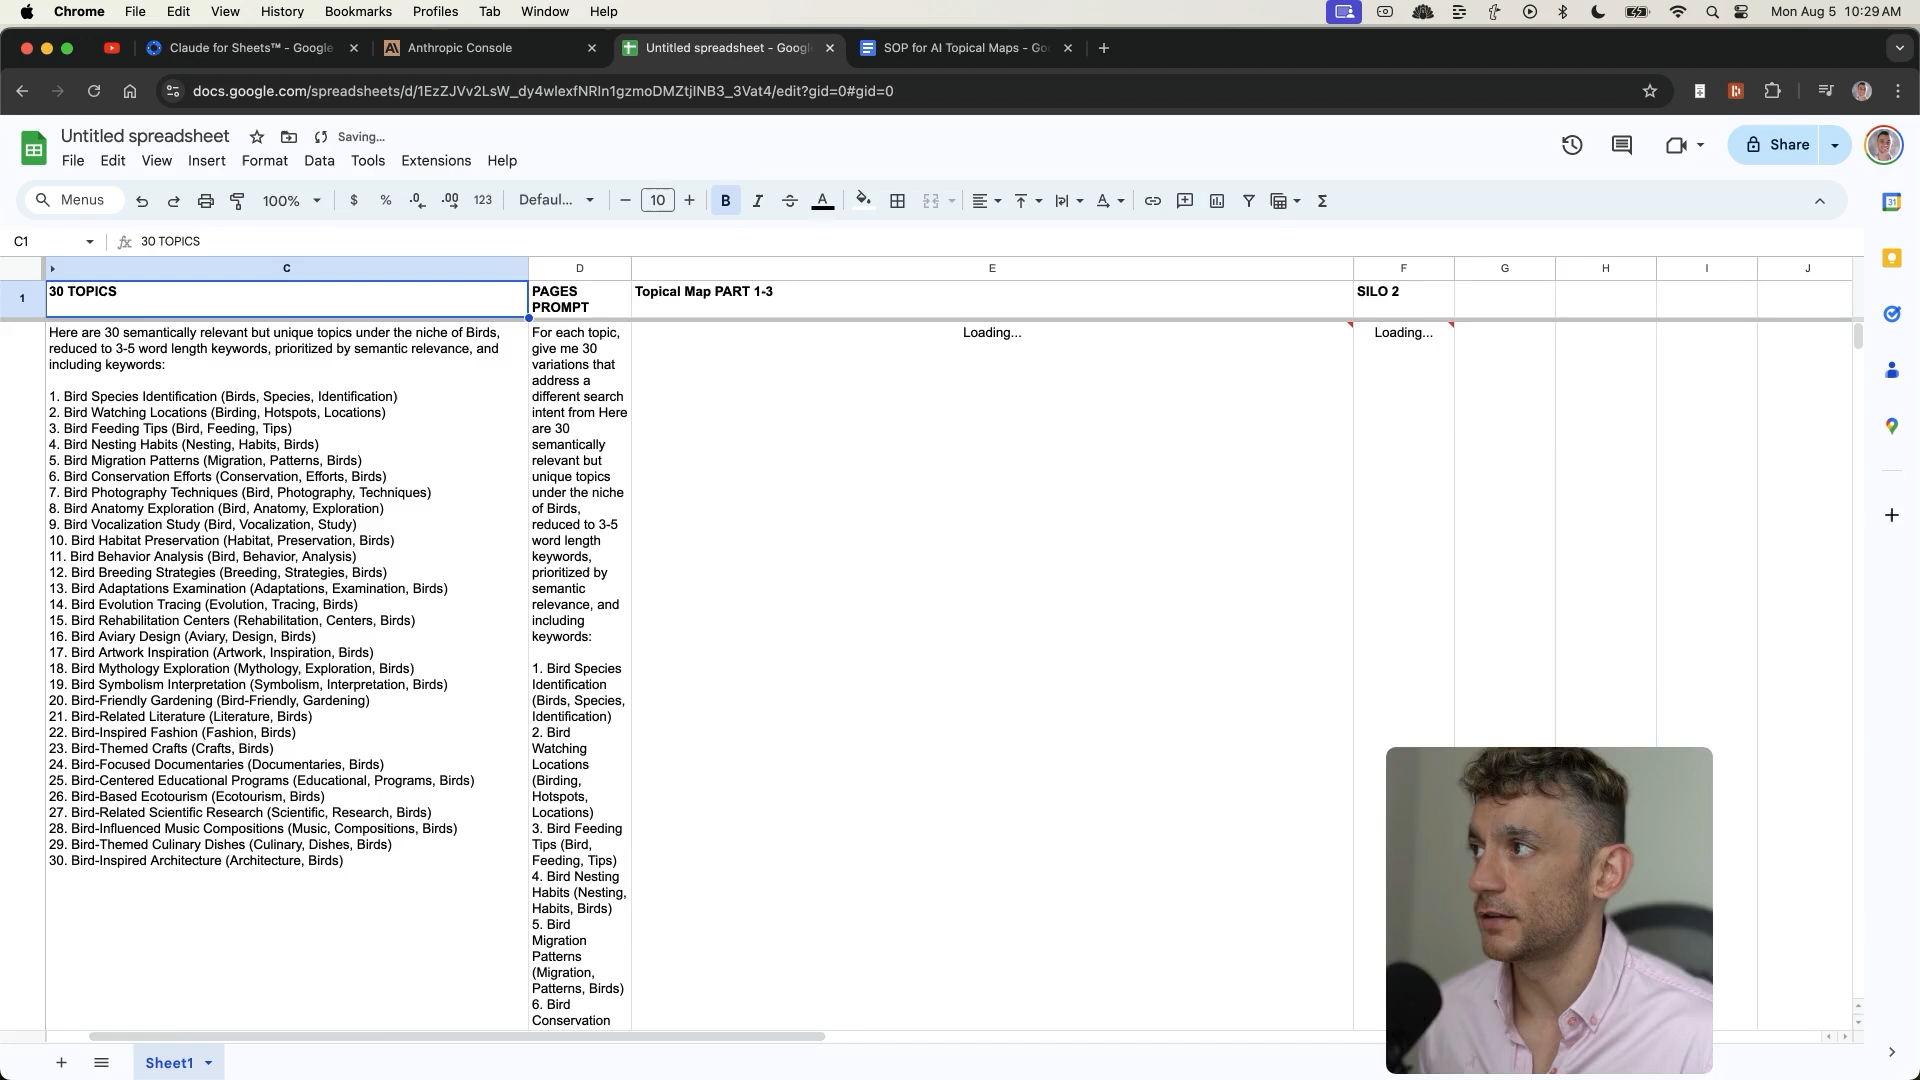 Chrome File Edit View History Bookmarks Profiles Tab Window Help
Mon Aug 5 10:29 AM
Claude for Sheets™ - Google
Anthropic Console
Untitled spreadsheet - Google
SOP for AI Topical Maps - Go
docs.google.com/spreadsheets/d/1EzZJVv2LsW_dy4wlexfNRIn1gzmoDMZtjINB3_3Vat4/edit?gid=0#gid=0
Untitled spreadsheet
Saving...
File Edit View Insert Format Data Tools Extensions Help
Share
Menus
100%
$ % .0 .00 123
Defaul...
10
B I
31
C1
30 TOPICS
C D E F G H I J
1
30 TOPICS
PAGES
PROMPT
Topical Map PART 1-3
SILO 2
Here are 30 semantically relevant but unique topics under the niche of Birds,
reduced to 3-5 word length keywords, prioritized by semantic relevance, and
including keywords:
1. Bird Species Identification (Birds, Species, Identification)
2. Bird Watching Locations (Birding, Hotspots, Locations)
3. Bird Feeding Tips (Bird, Feeding, Tips)
4. Bird Nesting Habits (Nesting, Habits, Birds)
5. Bird Migration Patterns (Migration, Patterns, Birds)
6. Bird Conservation Efforts (Conservation, Efforts, Birds)
7. Bird Photography Techniques (Bird, Photography, Techniques)
8. Bird Anatomy Exploration (Bird, Anatomy, Exploration)
9. Bird Vocalization Study (Bird, Vocalization, Study)
10. Bird Habitat Preservation (Habitat, Preservation, Birds)
11. Bird Behavior Analysis (Bird, Behavior, Analysis)
12. Bird Breeding Strategies (Breeding, Strategies, Birds)
13. Bird Adaptations Examination (Adaptations, Examination, Birds)
14. Bird Evolution Tracing (Evolution, Tracing, Birds)
15. Bird Rehabilitation Centers (Rehabilitation, Centers, Birds)
16. Bird Aviary Design (Aviary, Design, Birds)
17. Bird Artwork Inspiration (Artwork, Inspiration, Birds)
18. Bird Mythology Exploration (Mythology, Exploration, Birds)
19. Bird Symbolism Interpretation (Symbolism, Interpretation, Birds)
20. Bird-Friendly Gardening (Bird-Friendly, Gardening)
21. Bird-Related Literature (Literature, Birds)
22. Bird-Inspired Fashion (Fashion, Birds)
23. Bird-Themed Crafts (Crafts, Birds)
24. Bird-Focused Documentaries (Documentaries, Birds)
25. Bird-Centered Educational Programs (Educational, Programs, Birds)
26. Bird-Based Ecotourism (Ecotourism, Birds)
27. Bird-Related Scientific Research (Scientific, Research, Birds)
28. Bird-Influenced Music Compositions (Music, Compositions, Birds)
29. Bird-Themed Culinary Dishes (Culinary, Dishes, Birds)
30. Bird-Inspired Architecture (Architecture, Birds)
For each topic,
give me 30
variations that
address a
different search
intent from Here
are 30
semantically
relevant but
unique topics
under the niche
of Birds,
reduced to 3-5
word length
keywords,
prioritized by
semantic
relevance, and
including
keywords:
1. Bird Species
Identification
(Birds, Species,
Identification)
2. Bird
Watching
Locations
(Birding,
Hotspots,
Locations)
3. Bird Feeding
Tips (Bird,
Feeding, Tips)
4. Bird Nesting
Habits (Nesting,
Habits, Birds)
5. Bird
Migration
Patterns
(Migration,
Patterns, Birds)
6. Bird
Conservation
Loading...
Loading...
Sheet1